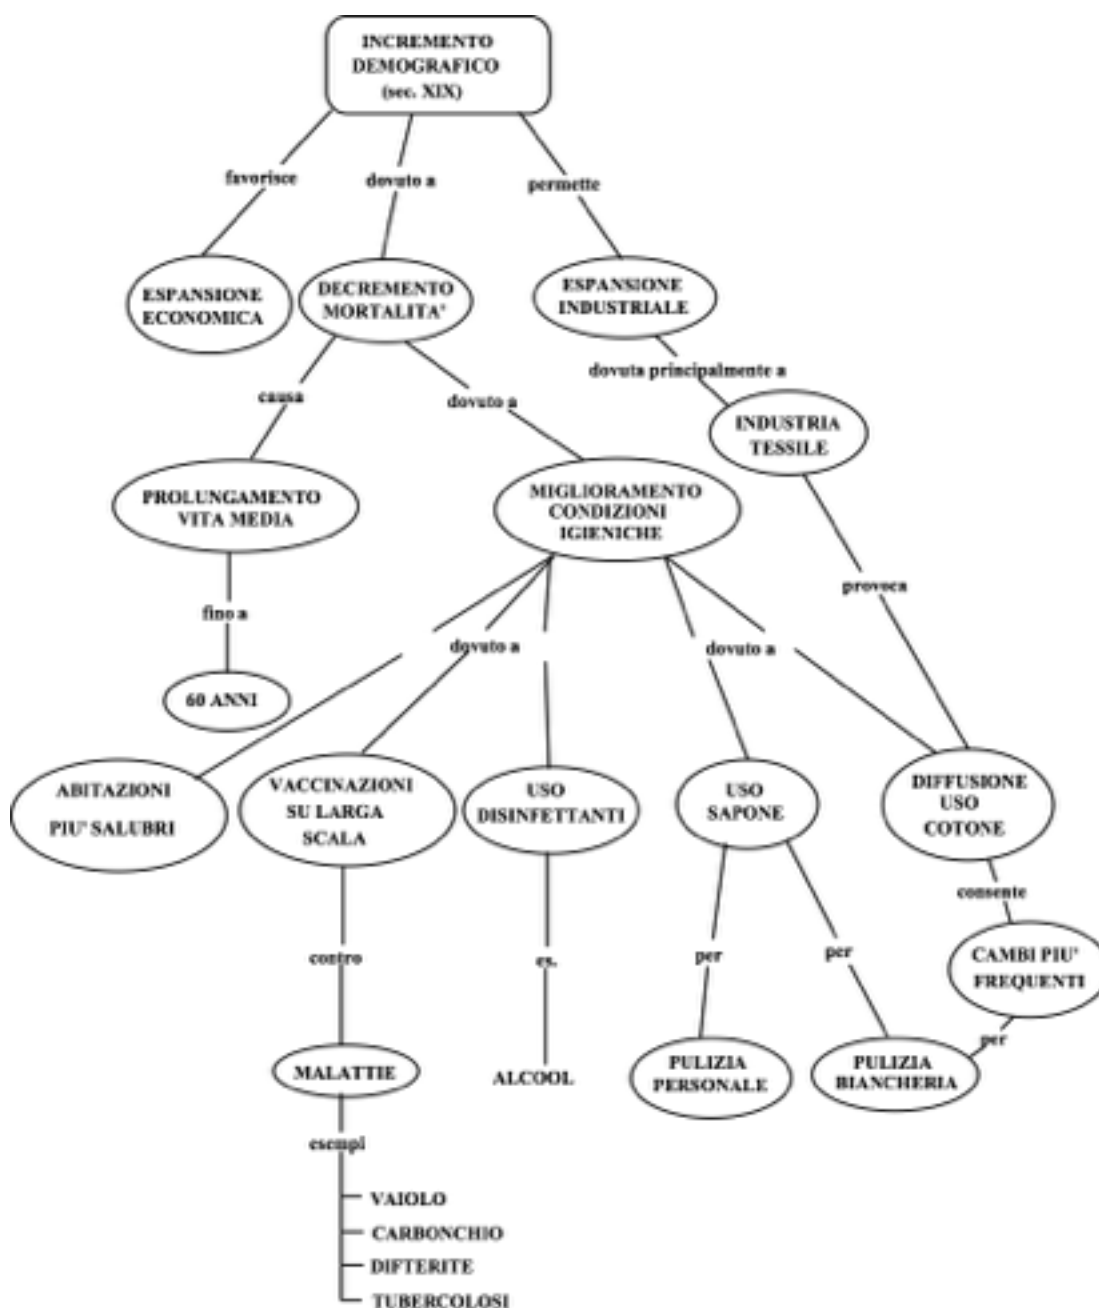 INCREMENTO
DEMOGRAFICO
(sec. XIX)
favorisce
dovuto a
permette
ESPANSIONE
ECONOMICA
DECREMENTO
MORTALITA'
ESPANSIONE
INDUSTRIALE
causa
dovuto a
dovuta principalmente a
INDUSTRIA
TESSILE
PROLUNGAMENTO
VITA MEDIA
MIGLIORAMENTO
CONDIZIONI
IGIENICHE
fino a
dovuto a
dovuto a
provoca
60 ANNI
ABITAZIONI
PIU' SALUBRI
VACCINAZIONI
SU LARGA
SCALA
USO
DISINFETTANTI
USO
SAPONE
DIFFUSIONE
USO
COTONE
contro
es.
per
per
consente
CAMBI PIU'
FREQUENTI
per
MALATTIE
ALCOOL
PULIZIA
PERSONALE
PULIZIA
BIANCHERIA
esempi
VAIOLO
CARBONCHIO
DIFTERITE
TUBERCOLOSI